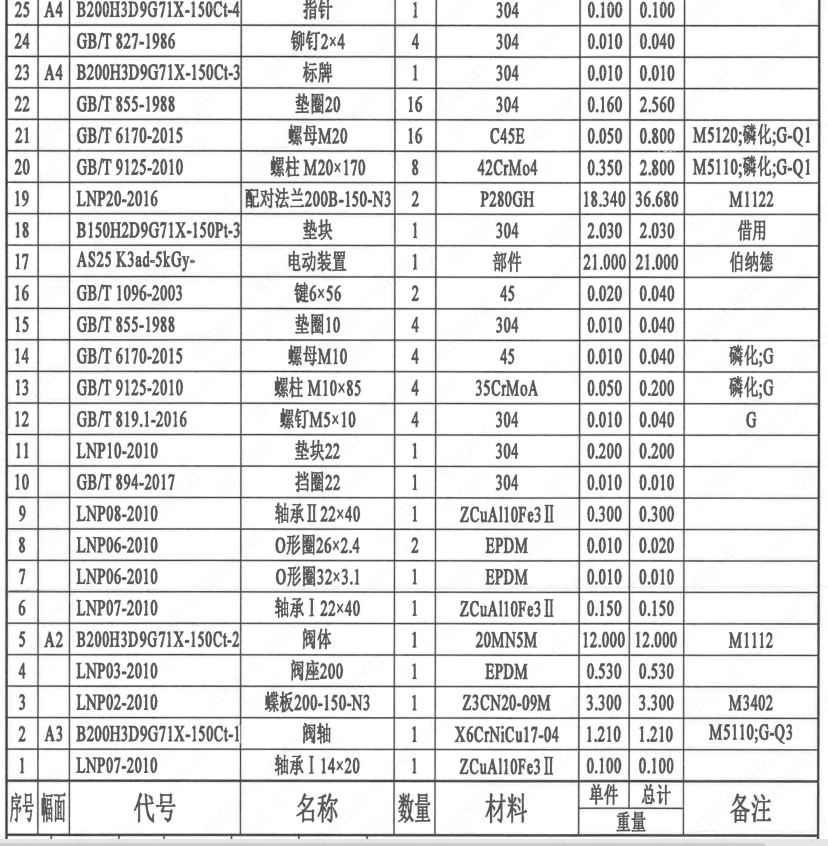 25 A4 B200H3D9G71X-150Ct-4 指针 1 304 0.100 0.100
24 GB/T 827-1986 铆钉2×4 4 304 0.010 0.040
23 A4 B200H3D9G71X-150Ct-3 标牌 1 304 0.010 0.010
22 GB/T 855-1988 垫圈20 16 304 0.160 2.560
21 GB/T 6170-2015 螺母M20 16 C45E 0.050 0.800 M5120;磷化;G-Q1
20 GB/T 9125-2010 螺柱 M20×170 8 42CrMo4 0.350 2.800 M5110;磷化;G-Q1
19 LNP20-2016 配对法兰200B-150-N3 2 P280GH 18.340 36.680 M1122
18 B150H2D9G71X-150Pt-3 垫块 1 304 2.030 2.030 借用
17 AS25 K3ad-5kGy- 电动装置 1 部件 21.000 21.000 伯纳德
16 GB/T 1096-2003 键6×56 2 45 0.020 0.040
15 GB/T 855-1988 垫圈10 4 304 0.010 0.040
14 GB/T 6170-2015 螺母M10 4 45 0.010 0.040 磷化;G
13 GB/T 9125-2010 螺柱 M10×85 4 35CrMoA 0.050 0.200 磷化;G
12 GB/T 819.1-2016 螺钉M5×10 4 304 0.010 0.040 G
11 LNP10-2010 垫块22 1 304 0.200 0.200
10 GB/T 894-2017 挡圈22 1 304 0.010 0.010
9 LNP08-2010 轴承Ⅱ22×40 1 ZCuAl10Fe3Ⅱ 0.300 0.300
8 LNP06-2010 O形圈26×2.4 2 EPDM 0.010 0.020
7 LNP06-2010 O形圈32×3.1 1 EPDM 0.010 0.010
6 LNP07-2010 轴承Ⅰ22×40 1 ZCuAl10Fe3Ⅱ 0.150 0.150
5 A2 B200H3D9G71X-150Ct-2 阀体 1 20MN5M 12.000 12.000 M1112
4 LNP03-2010 阀座200 1 EPDM 0.530 0.530
3 LNP02-2010 蝶板200-150-N3 1 Z3CN20-09M 3.300 3.300 M3402
2 A3 B200H3D9G71X-150Ct-1 阀轴 1 X6CrNiCu17-04 1.210 1.210 M5110;G-Q3
1 LNP07-2010 轴承Ⅰ14×20 1 ZCuAl10Fe3Ⅱ 0.100 0.100
序号 幅面 代号 名称 数量 材料 单件 总计 备注
重量